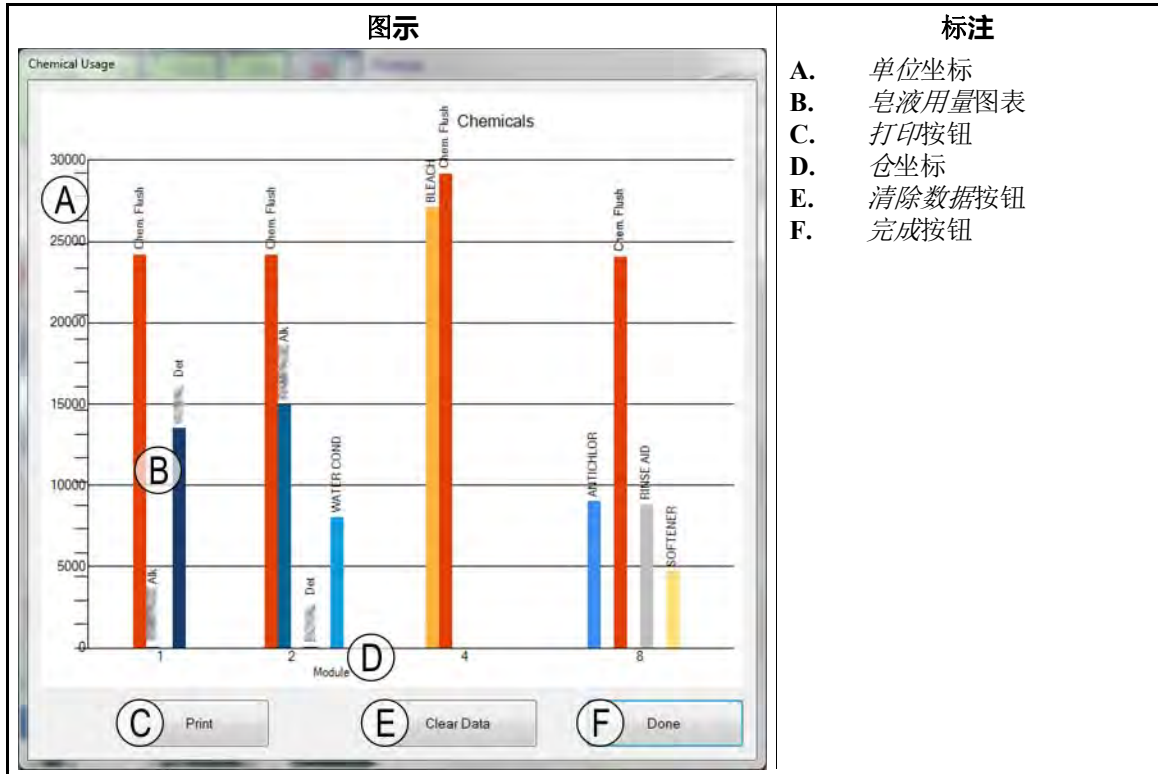 图示
标注
Chemical Usage
Chemicals
30000
25000
20000
15000
10000
5000
0
Chem. Flush
Alk
Det
Chem. Flush
Alk
Det
WATER COND
BLEACH
Chem. Flush
ANTICHLOR
Chem. Flush
RINSE AID
SOFTENER
A
B
1 2 4 8
Module
D
C Print
E Clear Data
F Done
A. 单位坐标
B. 皂液用量图表
C. 打印按钮
D. 仓坐标
E. 清除数据按钮
F. 完成按钮